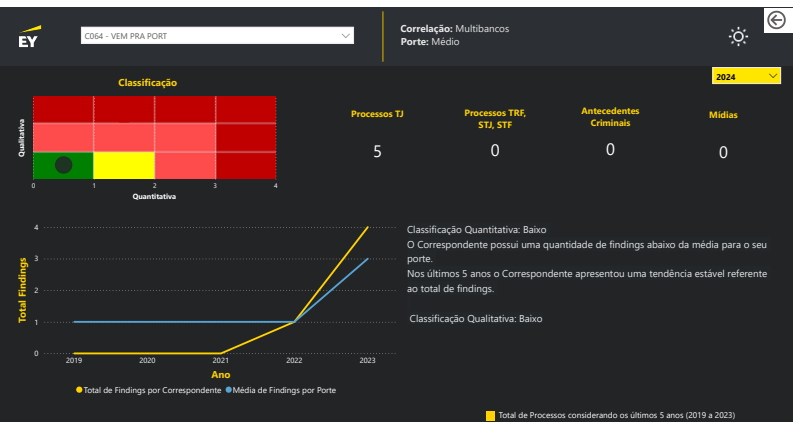 EY
C064 - VEM PRA PORT
Correlação: Multibancos
Porte: Médio
2024
Classificação
Qualitativa
0 1 2 3 4
Quantitativa
Processos TJ
5
Processos TRF,
STJ, STF
0
Antecedentes
Criminais
0
Mídias
0
Total Findings
4
3
2
1
0
2019 2020 2021 2022 2023
Ano
Total de Findings por Correspondente Média de Findings por Porte
Classificação Quantitativa: Baixo
O Correspondente possui uma quantidade de findings abaixo da média para o seu
porte.
Nos últimos 5 anos o Correspondente apresentou uma tendência estável referente
ao total de findings.
Classificação Qualitativa: Baixo
Total de Processos considerando os últimos 5 anos (2019 a 2023)